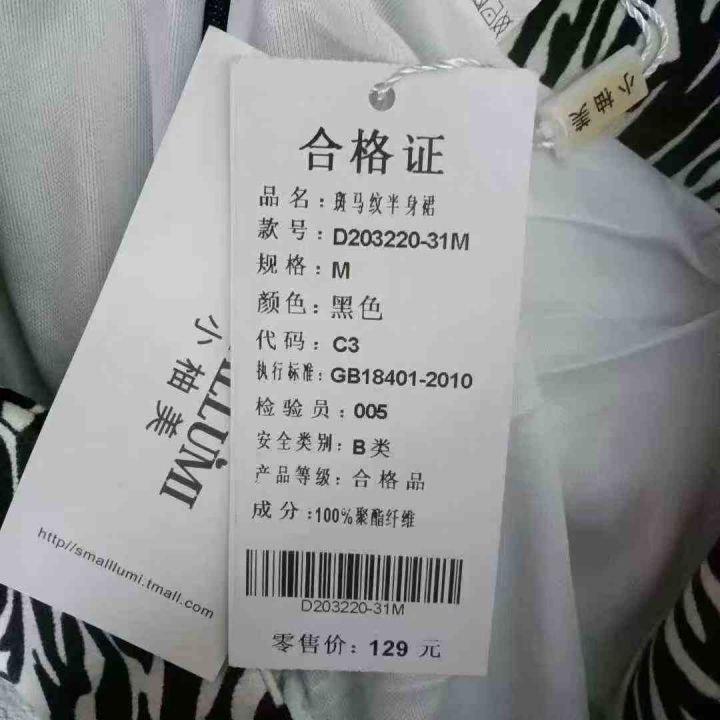 合格证
品名：斑马纹半身裙
款号：D203220-31M
规格：M
颜色：黑色
代码：C3
执行标准：GB18401-2010
检验员：005
安全类别：B类
产品等级：合格品
成分：100%聚酯纤维
D203220-31M
零售价：129 元
小柚美
小柚美
LLUMI
http//smalllumi.tmall.com